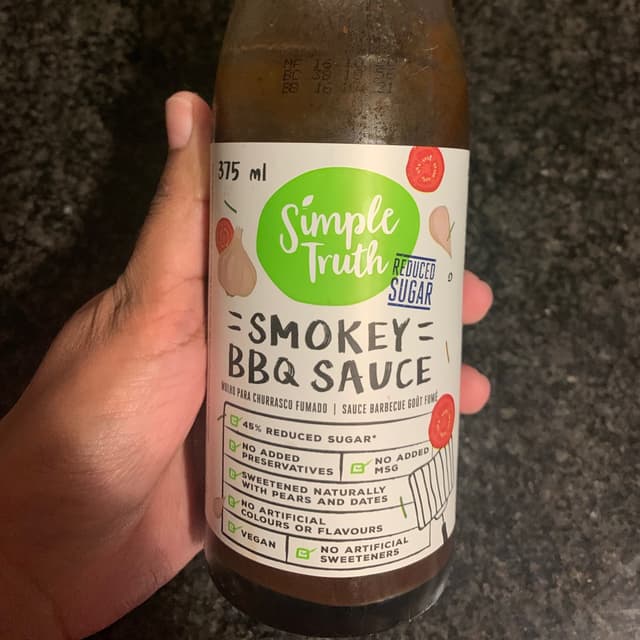 375 ml
Simple
Truth
REDUCED
SUGAR
SMOKEY
BBQ SAUCE
MOLHO PARA CHURRASCO FUMADO | SAUCE BARBECUE GOÛT FUMÉ
45% REDUCED SUGAR*
NO ADDED
PRESERVATIVES
NO ADDED
MSG
SWEETENED NATURALLY
WITH PEARS AND DATES
NO ARTIFICIAL
COLOURS OR FLAVOURS
VEGAN
NO ARTIFICIAL
SWEETENERS